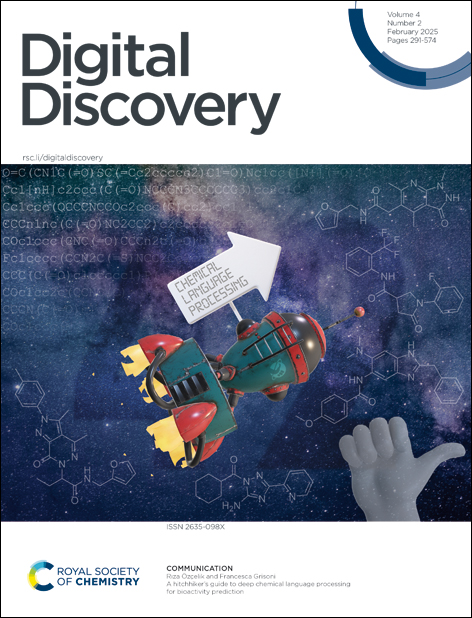 Volume 4
Number 2
February 2025
Pages 291-574
Digital
Discovery
rsc.li/digitaldiscovery
CHEMICAL
LANGUAGE
PROCESSING
N
N
NH
O
F
F
F
H₂N
ISSN 2635-098X
ROYAL SOCIETY
OF CHEMISTRY
COMMUNICATION
Rıza Özçelik and Francesca Grisoni
A hitchhiker's guide to deep chemical language processing
for bioactivity prediction